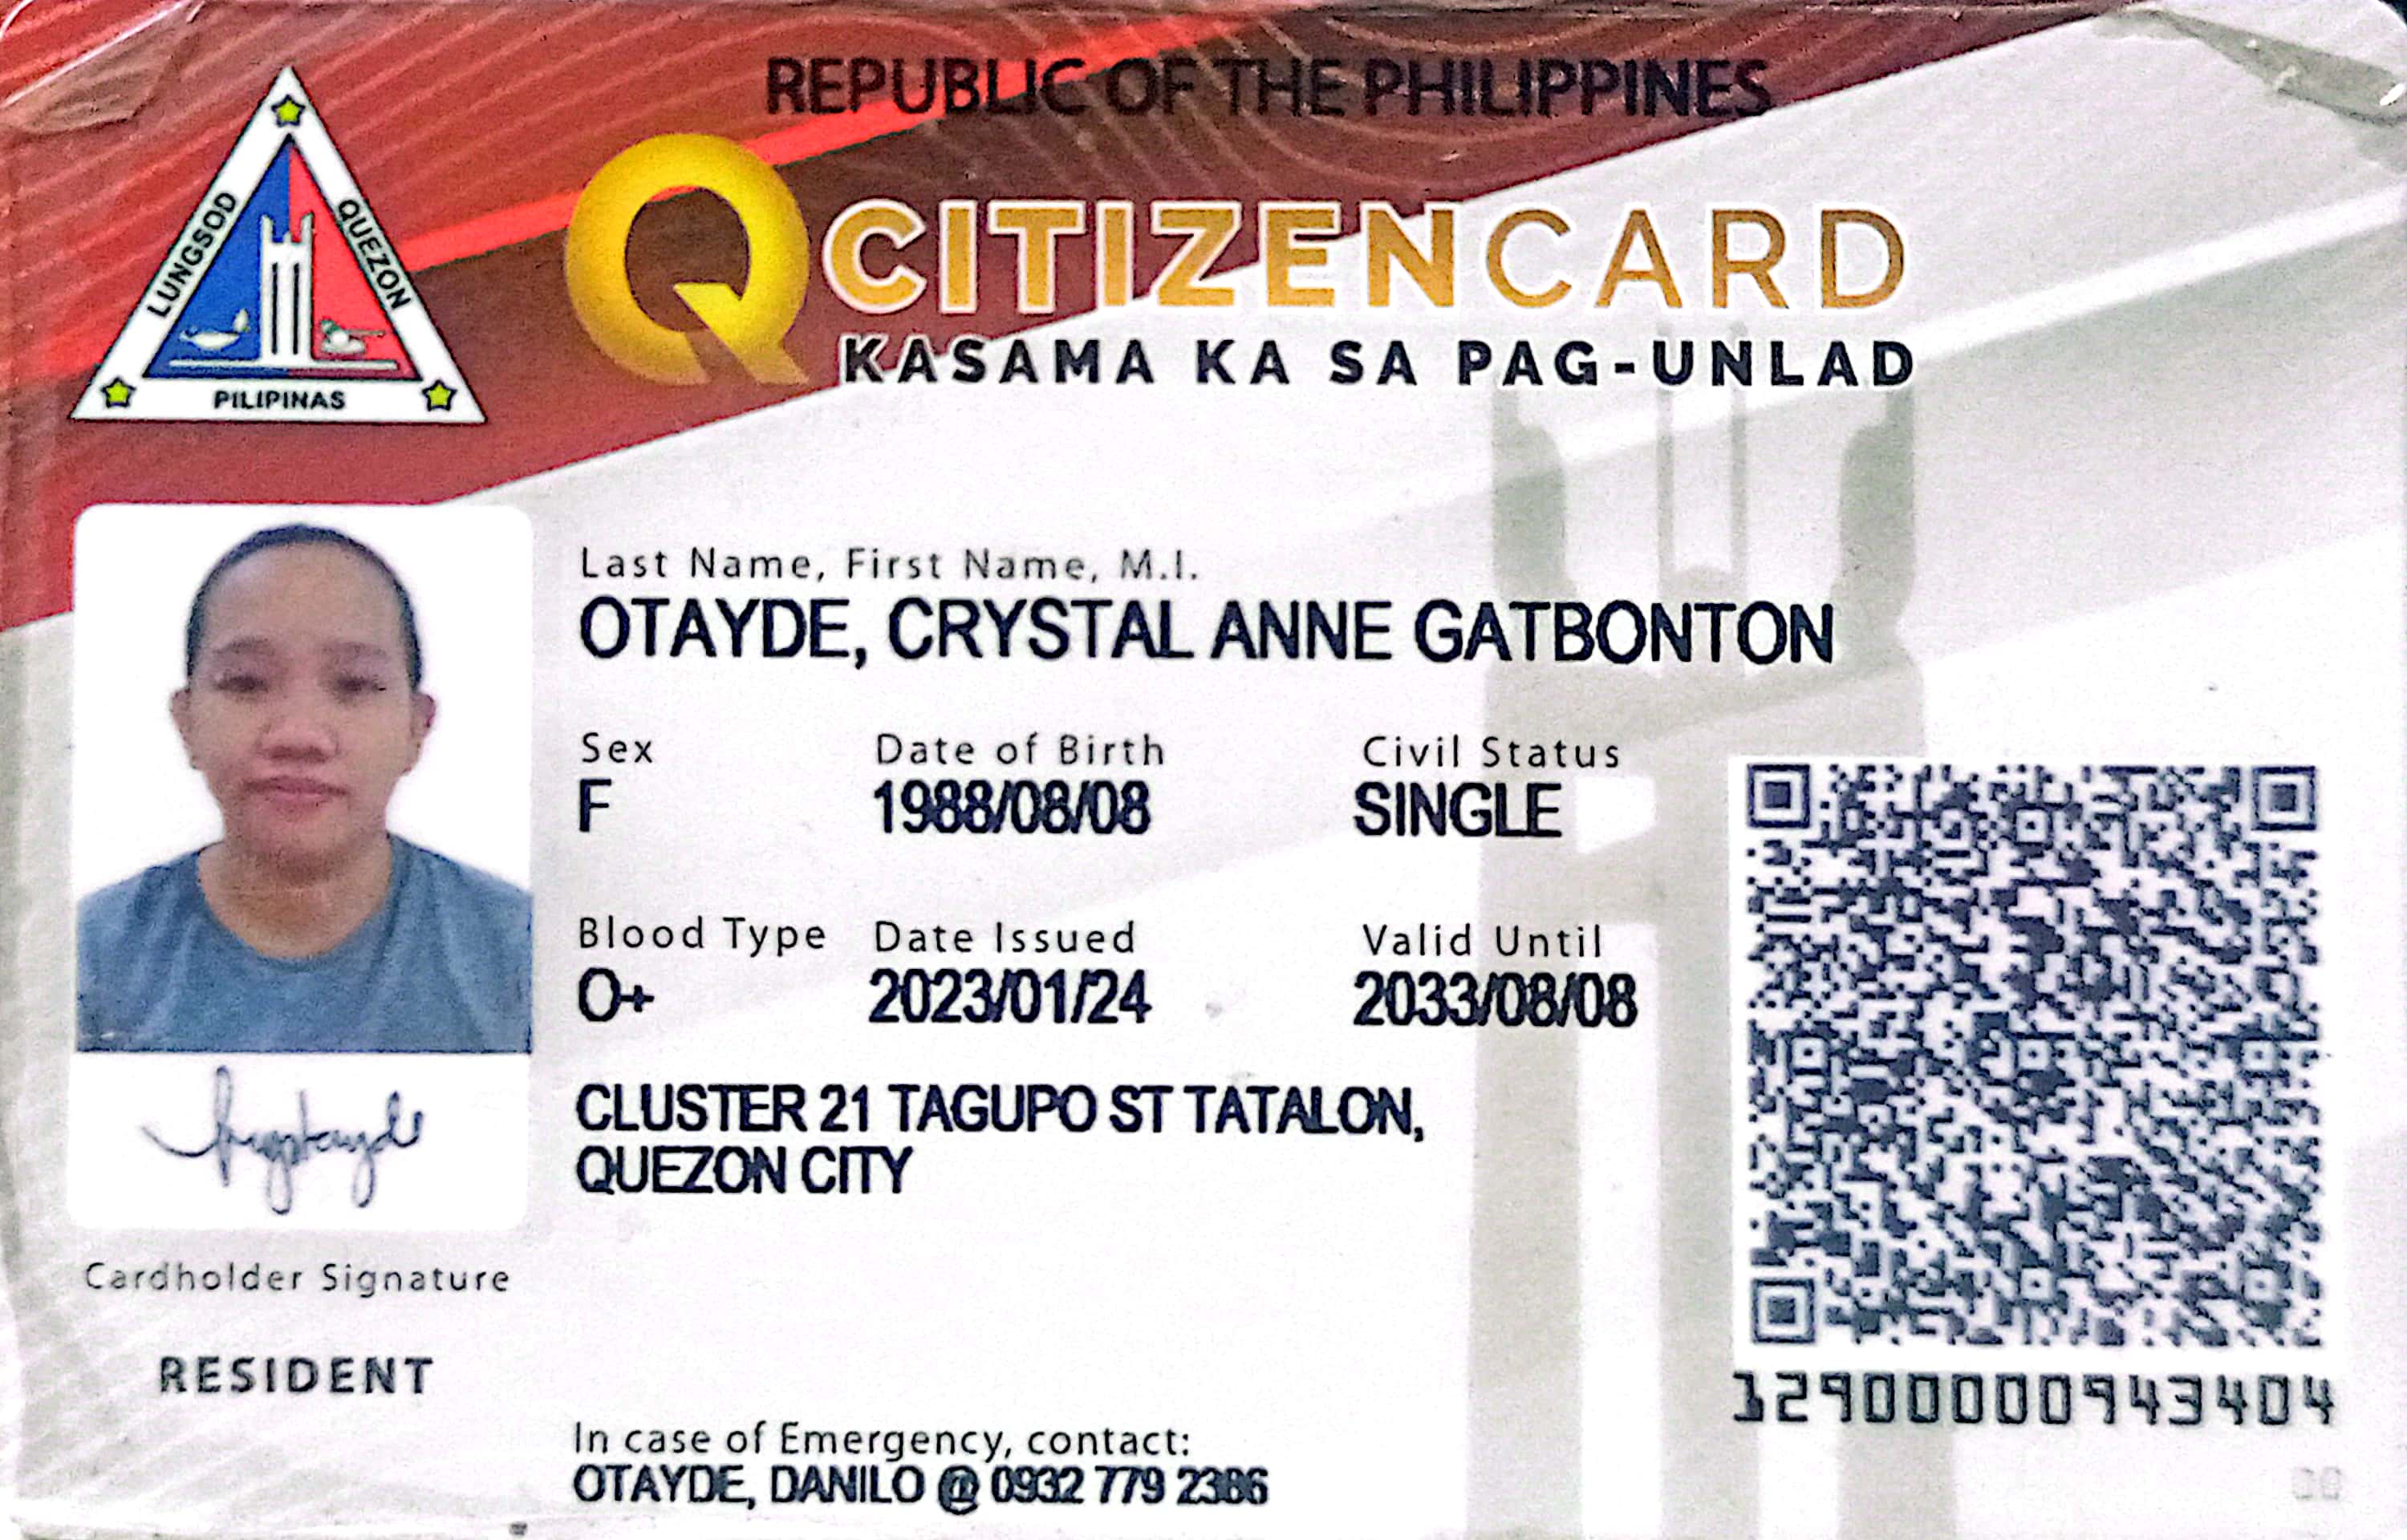 REPUBLIC OF THE PHILIPPINES
QCITIZENCARD
KASAMA KA SA PAG-UNLAD
LUNGSOD QUEZON
PILIPINAS
Last Name, First Name, M.I.
OTAYDE, CRYSTAL ANNE GATBONTON
Sex Date of Birth Civil Status
F 1988/08/08 SINGLE
Blood Type Date Issued Valid Until
O+ 2023/01/24 2033/08/08
CLUSTER 21 TAGUPO ST TATALON,
QUEZON CITY
Cardholder Signature
RESIDENT
12900000943404
In case of Emergency, contact:
OTAYDE, DANILO @ 0932 779 2386